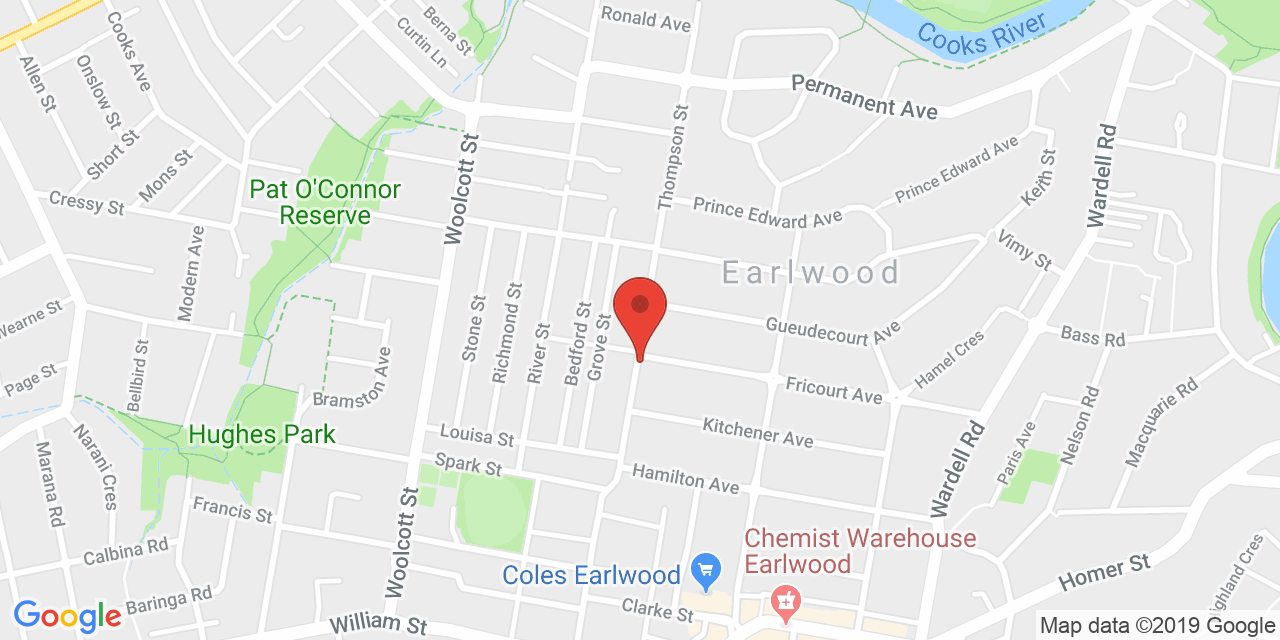 Ronald Ave
Cooks River
Berna St
Curtin Ln
Cooks Ave
Allen St
Onslow St
Short St
Mons St
Permanent Ave
Thompson St
Woolcott St
Wardell Rd
Prince Edward Ave
Kerin St
Pat O'Connor
Reserve
Cressy St
Prince Edward Ave
Vimy St
Modern Ave
Earlwood
Wearne St
Stone St
Richmond St
River St
Bedford St
Grove St
Gueudecourt Ave
Bass Rd
Hamel Cres
Page St
Bellbird St
Bramston Ave
Fricourt Ave
Macquarie Rd
Nelson Rd
Paris Ave
Hughes Park
Louisa St
Kitchener Ave
Narani Cres
Marana Rd
Spark St
Hamilton Ave
Wardell Rd
Woolcott St
Francis St
Calbina Rd
Chemist Warehouse
Earlwood
Coles Earlwood
Homer St
Highland Cres
Baringa Rd
Clarke St
William St
Google
Map data ©2019 Google